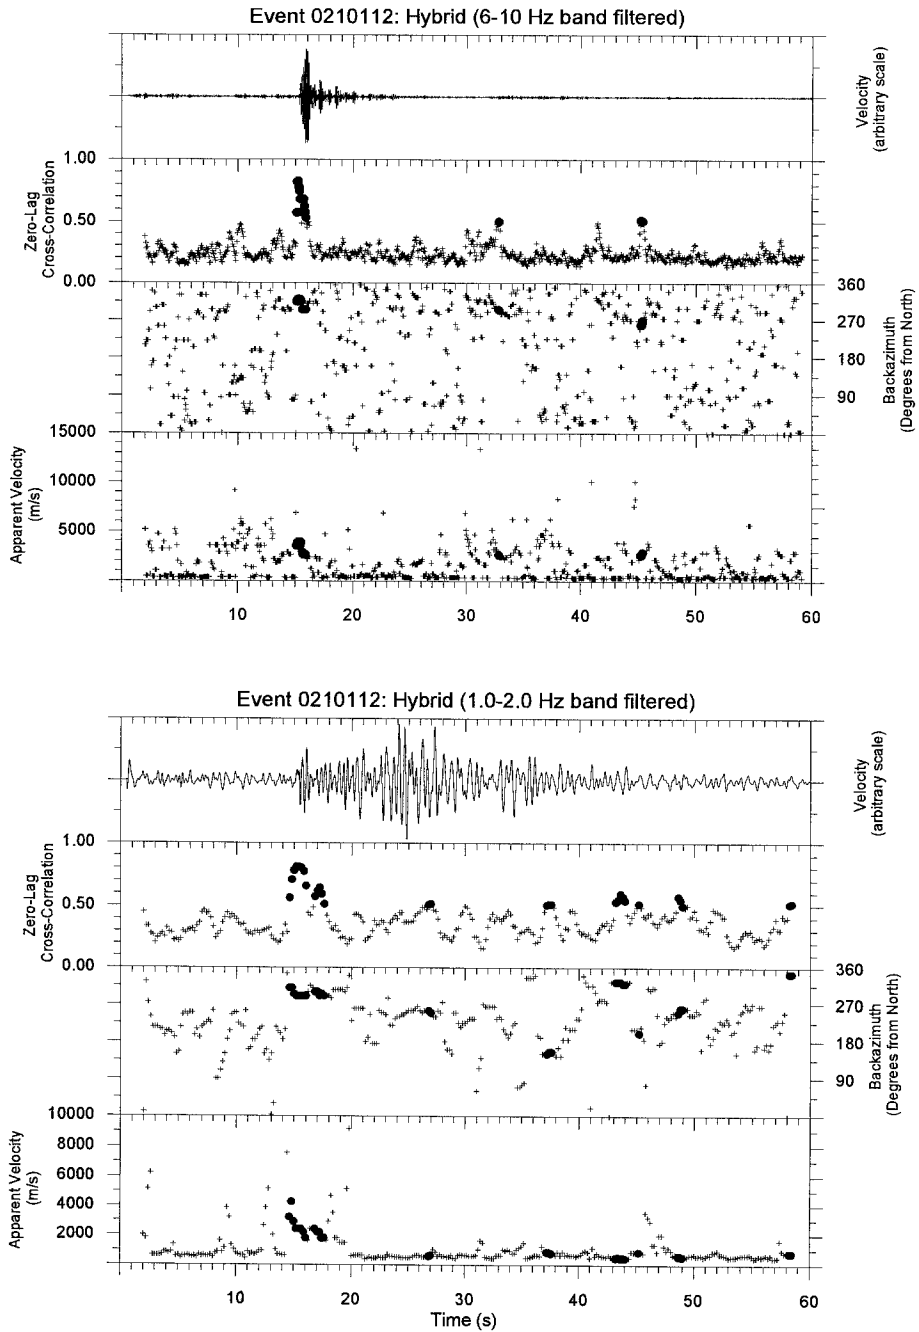 Event 0210112: Hybrid (6-10 Hz band filtered)
Velocity
(arbitrary scale)
1.00
0.50
0.00
Zero-Lag
Cross-Correlation
360
270
180
90
Backazimuth
(Degrees from North)
15000
10000
5000
Apparent Velocity
(m/s)
10 20 30 40 50 60
Event 0210112: Hybrid (1.0-2.0 Hz band filtered)
Velocity
(arbitrary scale)
1.00
0.50
0.00
Zero-Lag
Cross-Correlation
360
270
180
90
Backazimuth
(Degrees from North)
10000
8000
6000
4000
2000
Apparent Velocity
(m/s)
10 20 30 40 50 60
Time (s)